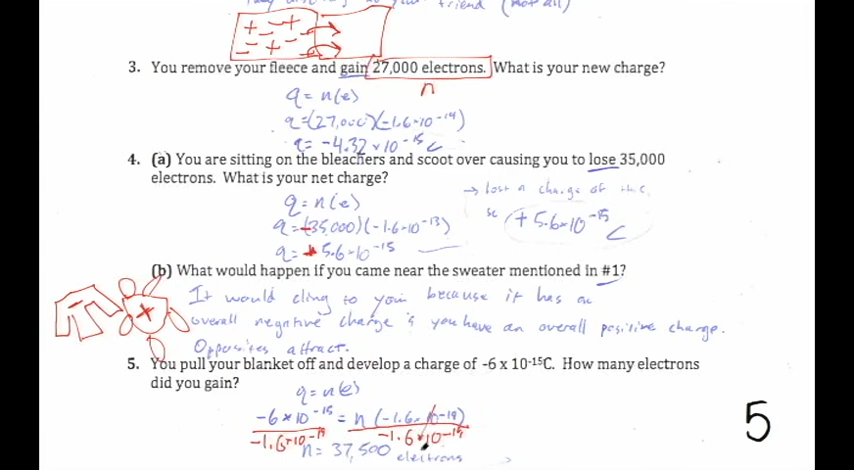 friend (not all)
+ - + -
- + -
3. You remove your fleece and gain 27,000 electrons. What is your new charge?
n
q = n(e)
q=(27,000)(-1.6×10⁻¹⁹)
q= -4.32 × 10⁻¹⁵ C
4. (a) You are sitting on the bleachers and scoot over causing you to lose 35,000
electrons. What is your net charge?
→ lost a charge of this
q = n(e)
so (+5.6×10⁻¹⁵ C
q=(-35,000)(-1.6×10⁻¹³)
q= + 5.6×10⁻¹⁵
(b) What would happen if you came near the sweater mentioned in #1?
+
It would cling to you because it has an
overall negative charge & you have an overall positive charge.
Opposites attract.
5. You pull your blanket off and develop a charge of -6 x 10⁻¹⁵C. How many electrons
did you gain?
q = n(e)
-6×10⁻¹⁵ = n (-1.6×10⁻¹⁹)
-1.6×10⁻¹⁹ -1.6×10⁻¹⁹
n = 37,500 electrons
5